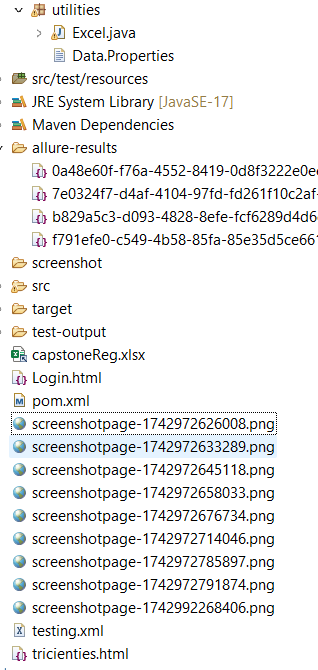 utilities
Excel.java
Data.Properties
src/test/resources
JRE System Library [JavaSE-17]
Maven Dependencies
allure-results
0a48e60f-f76a-4552-8419-0d8f3222e0e
7e0324f7-d4af-4104-97fd-fd261f10c2af-
b829a5c3-d093-4828-8efe-fcf6289d4d6
f791efe0-c549-4b58-85fa-85e35d5ce661
screenshot
src
target
test-output
capstoneReg.xlsx
Login.html
pom.xml
screenshotpage-1742972626008.png
screenshotpage-1742972633289.png
screenshotpage-1742972645118.png
screenshotpage-1742972658033.png
screenshotpage-1742972676734.png
screenshotpage-1742972714046.png
screenshotpage-1742972785897.png
screenshotpage-1742972791874.png
screenshotpage-1742992268406.png
testing.xml
tricienties.html